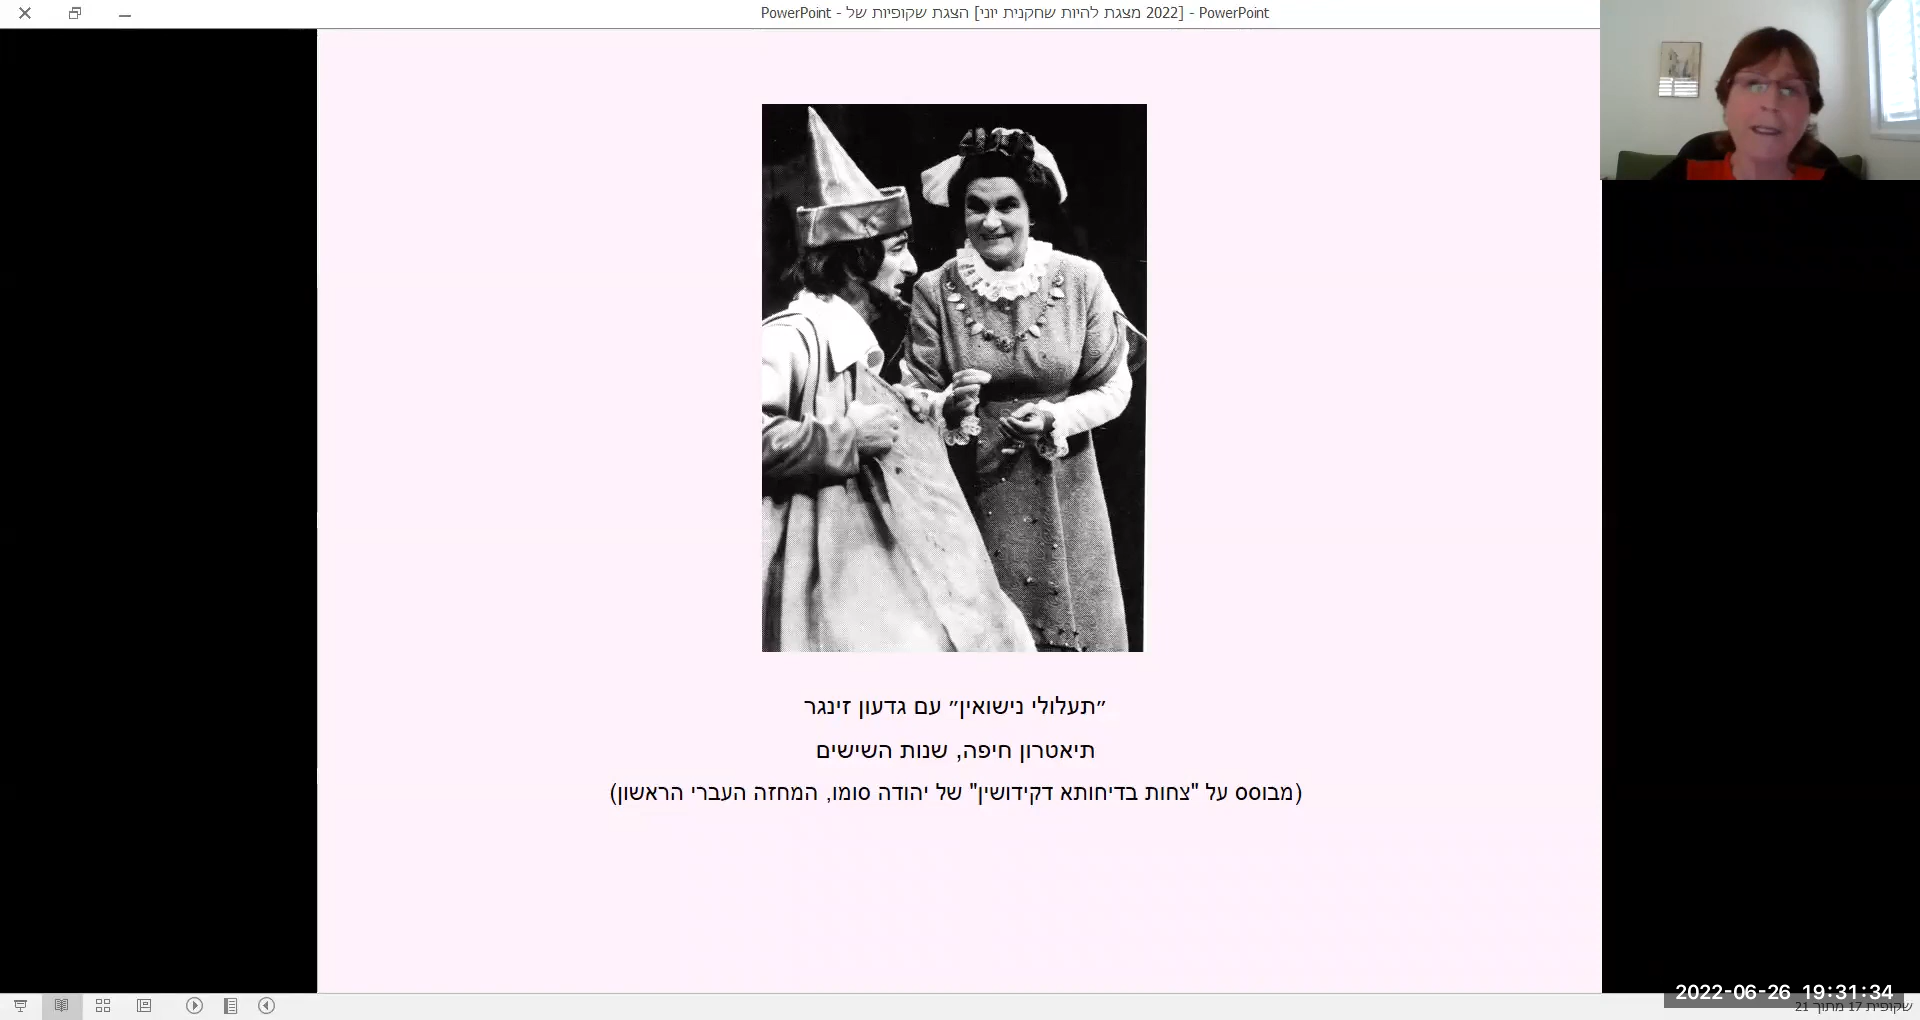 PowerPoint - הצגת שקופיות של [מצגת להיות שחקנית יוני 2022] - PowerPoint
״תעלולי נישואין״ עם גדעון זינגר
תיאטרון חיפה, שנות השישים
(מבוסס על "צחות בדיחותא דקידושין" של יהודה סומו, המחזה העברי הראשון)
2022-06-26 19:31:34
שקופית 17 מתוך 21